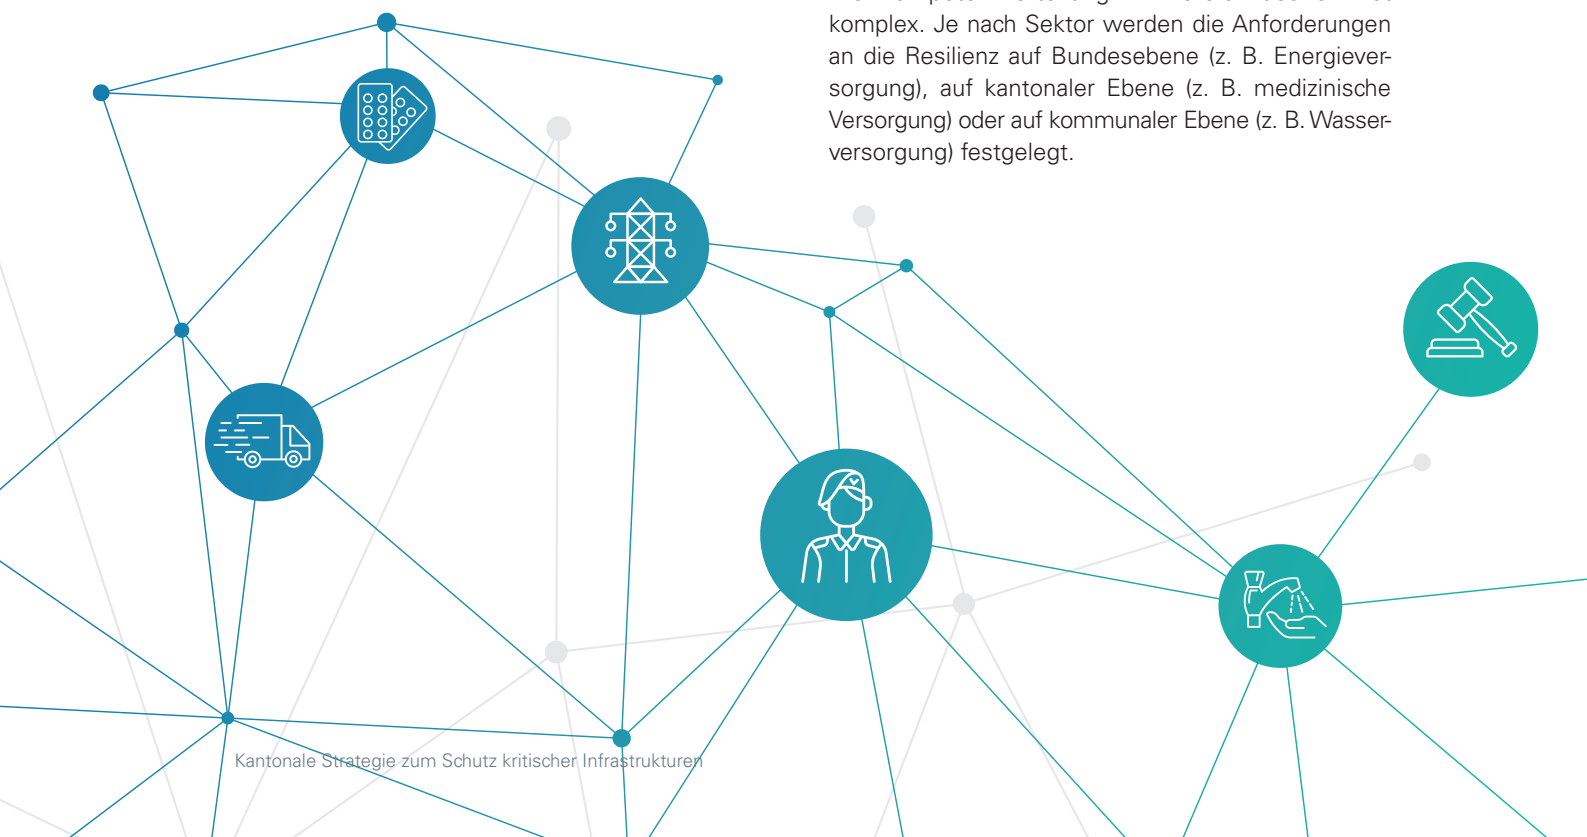 komplex. Je nach Sektor werden die Anforderungen
an die Resilienz auf Bundesebene (z. B. Energiever-
sorgung), auf kantonaler Ebene (z. B. medizinische
Versorgung) oder auf kommunaler Ebene (z. B. Wasser-
versorgung) festgelegt.
Kantonale Strategie zum Schutz kritischer Infrastrukturen